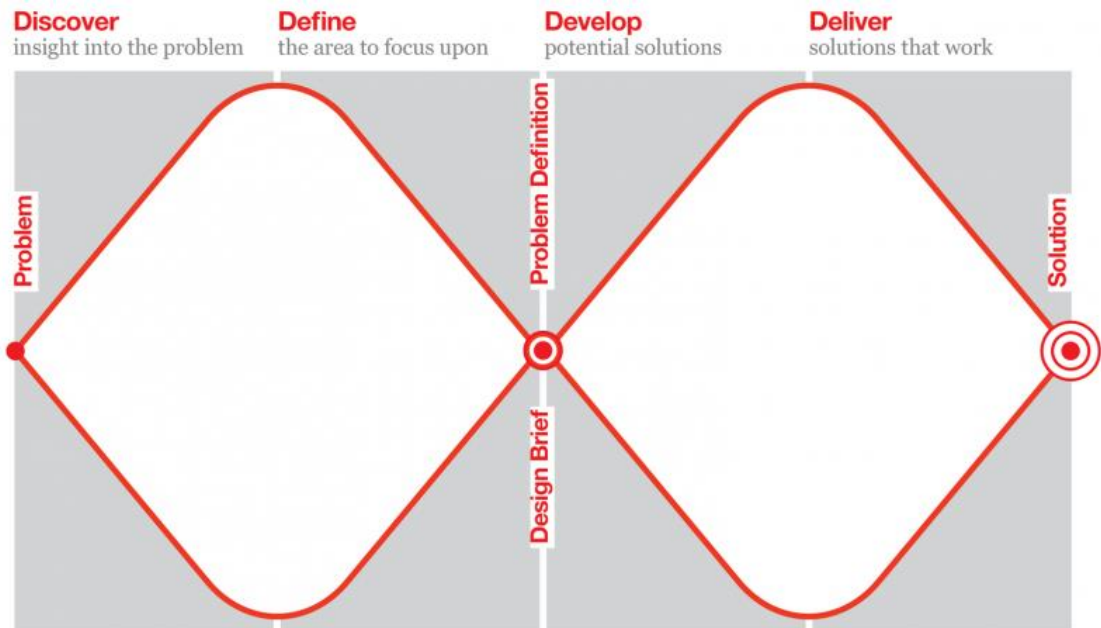 Discover
insight into the problem
Define
the area to focus upon
Develop
potential solutions
Deliver
solutions that work
Problem
Problem Definition
Design Brief
Solution